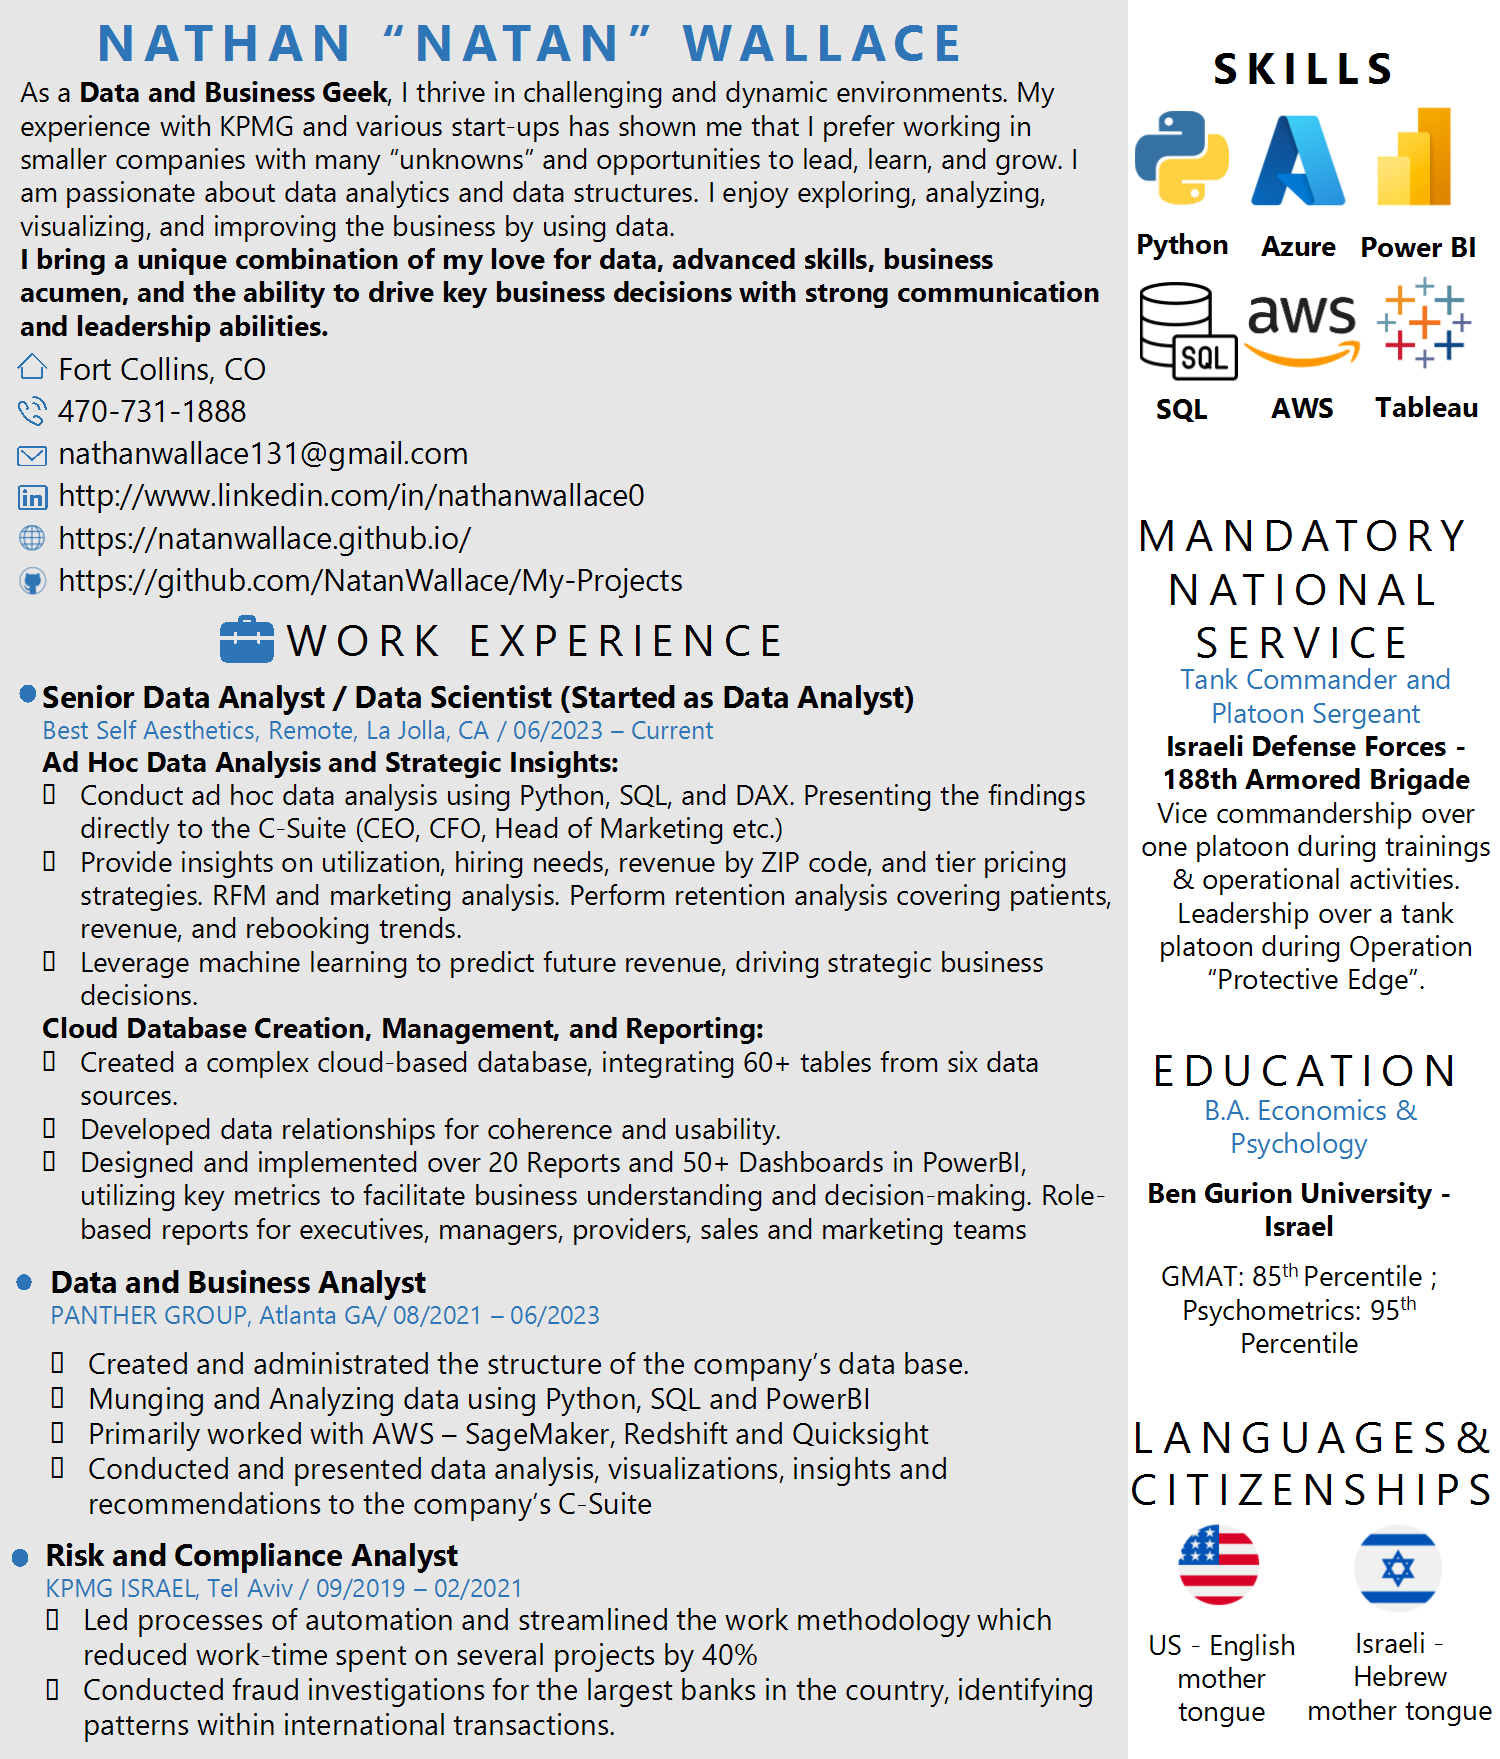 NATHAN “NATAN” WALLACE
As a Data and Business Geek, I thrive in challenging and dynamic environments. My
experience with KPMG and various start-ups has shown me that I prefer working in
smaller companies with many “unknowns” and opportunities to lead, learn, and grow. I
am passionate about data analytics and data structures. I enjoy exploring, analyzing,
visualizing, and improving the business by using data.
I bring a unique combination of my love for data, advanced skills, business
acumen, and the ability to drive key business decisions with strong communication
and leadership abilities.
Fort Collins, CO
470-731-1888
nathanwallace131@gmail.com
http://www.linkedin.com/in/nathanwallace0
https://natanwallace.github.io/
https://github.com/NatanWallace/My-Projects
WORK EXPERIENCE
Senior Data Analyst / Data Scientist (Started as Data Analyst)
Best Self Aesthetics, Remote, La Jolla, CA / 06/2023 – Current
Ad Hoc Data Analysis and Strategic Insights:
Conduct ad hoc data analysis using Python, SQL, and DAX. Presenting the findings
directly to the C-Suite (CEO, CFO, Head of Marketing etc.)
Provide insights on utilization, hiring needs, revenue by ZIP code, and tier pricing
strategies. RFM and marketing analysis. Perform retention analysis covering patients,
revenue, and rebooking trends.
Leverage machine learning to predict future revenue, driving strategic business
decisions.
Cloud Database Creation, Management, and Reporting:
Created a complex cloud-based database, integrating 60+ tables from six data
sources.
Developed data relationships for coherence and usability.
Designed and implemented over 20 Reports and 50+ Dashboards in PowerBI,
utilizing key metrics to facilitate business understanding and decision-making. Role-
based reports for executives, managers, providers, sales and marketing teams
Data and Business Analyst
PANTHER GROUP, Atlanta GA/ 08/2021 – 06/2023
Created and administrated the structure of the company’s data base.
Munging and Analyzing data using Python, SQL and PowerBI
Primarily worked with AWS – SageMaker, Redshift and Quicksight
Conducted and presented data analysis, visualizations, insights and
recommendations to the company’s C-Suite
Risk and Compliance Analyst
KPMG ISRAEL, Tel Aviv / 09/2019 – 02/2021
Led processes of automation and streamlined the work methodology which
reduced work-time spent on several projects by 40%
Conducted fraud investigations for the largest banks in the country, identifying
patterns within international transactions.
SKILLS
Python Azure Power BI
SQL aws
SQL AWS Tableau
MANDATORY
NATIONAL
SERVICE
Tank Commander and
Platoon Sergeant
Israeli Defense Forces -
188th Armored Brigade
Vice commandership over
one platoon during trainings
& operational activities.
Leadership over a tank
platoon during Operation
“Protective Edge”.
EDUCATION
B.A. Economics &
Psychology
Ben Gurion University -
Israel
GMAT: 85th Percentile ;
Psychometrics: 95th
Percentile
LANGUAGES&
CITIZENSHIPS
US - English
mother
tongue
Israeli -
Hebrew
mother tongue